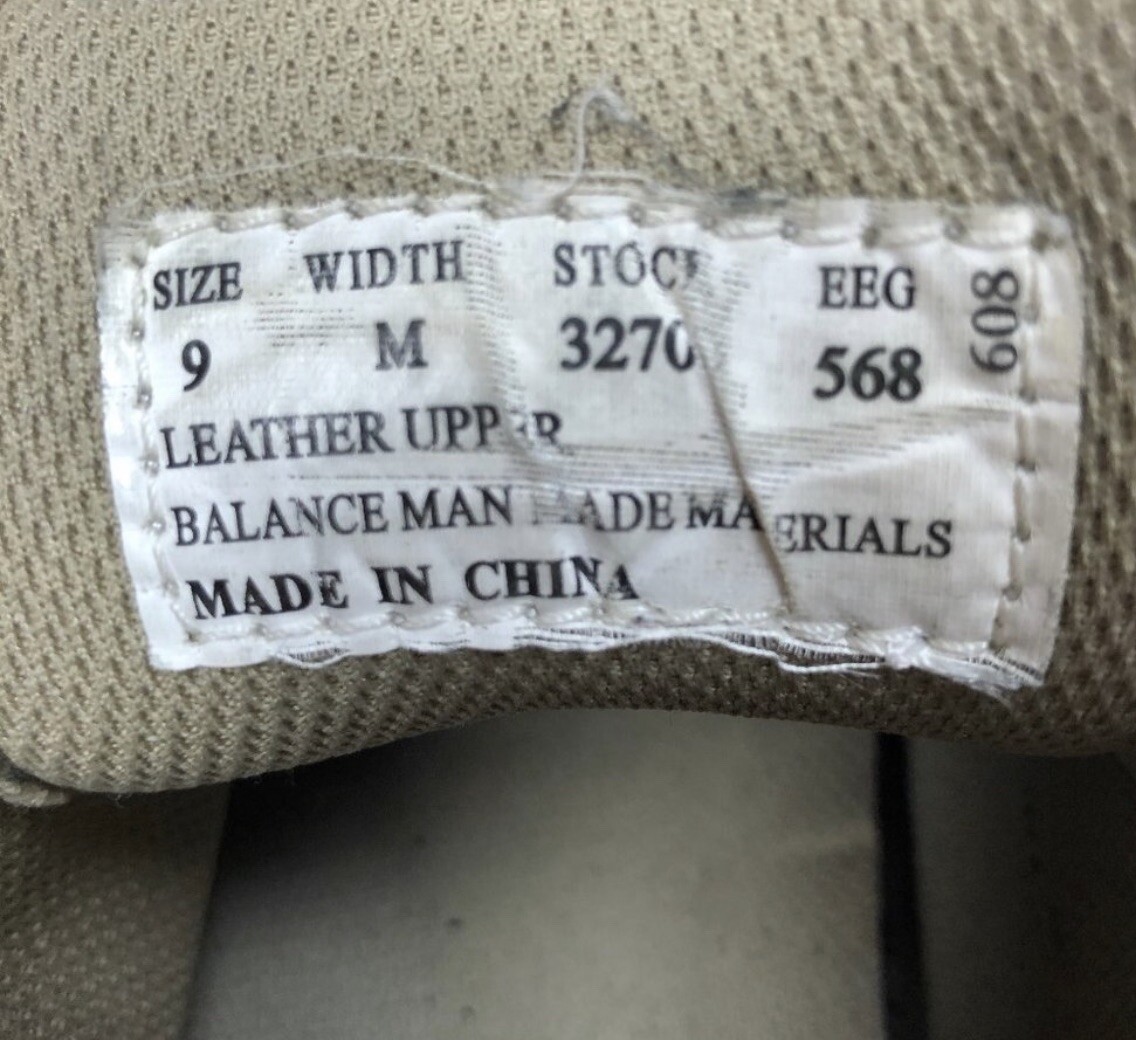 SIZE WIDTH STOCK EEG 608
9 M 3270 568
LEATHER UPPER
BALANCE MAN MADE MATERIALS
MADE IN CHINA